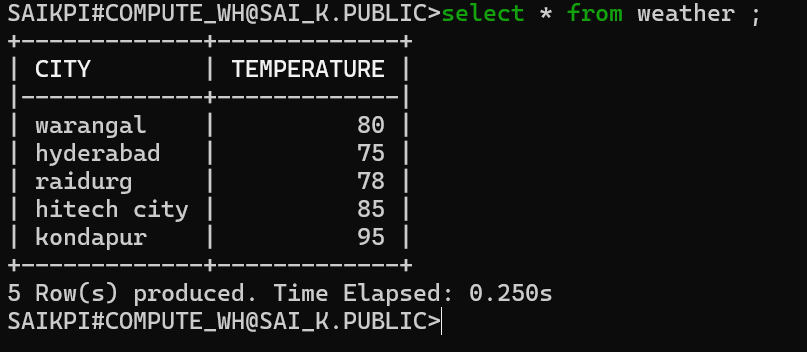 SAIKPI#COMPUTE_WH@SAI_K.PUBLIC>select * from weather ;
+-------------+-------------+
| CITY        | TEMPERATURE |
|-------------+-------------|
| warangal    |          80 |
| hyderabad   |          75 |
| raidurg     |          78 |
| hitech city |          85 |
| kondapur    |          95 |
+-------------+-------------+
5 Row(s) produced. Time Elapsed: 0.250s
SAIKPI#COMPUTE_WH@SAI_K.PUBLIC>